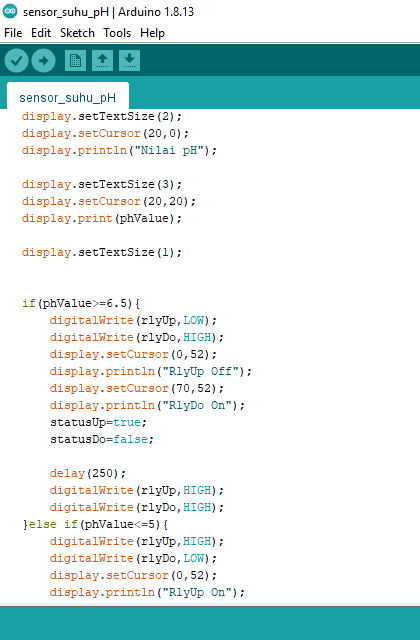 sensor_suhu_pH | Arduino 1.8.13
File Edit Sketch Tools Help
sensor_suhu_pH
display.setTextSize(2);
display.setCursor(20,0);
display.println("Nilai pH");
display.setTextSize(3);
display.setCursor(20,20);
display.print(phValue);
display.setTextSize(1);
if(phValue>=6.5){
digitalWrite(rlyUp,LOW);
digitalWrite(rlyDo,HIGH);
display.setCursor(0,52);
display.println("RlyUp Off");
display.setCursor(70,52);
display.println("RlyDo On");
statusUp=true;
statusDo=false;
delay(250);
digitalWrite(rlyUp,HIGH);
digitalWrite(rlyDo,HIGH);
}else if(phValue<=5){
digitalWrite(rlyUp,HIGH);
digitalWrite(rlyDo,LOW);
display.setCursor(0,52);
display.println("RlyUp On");